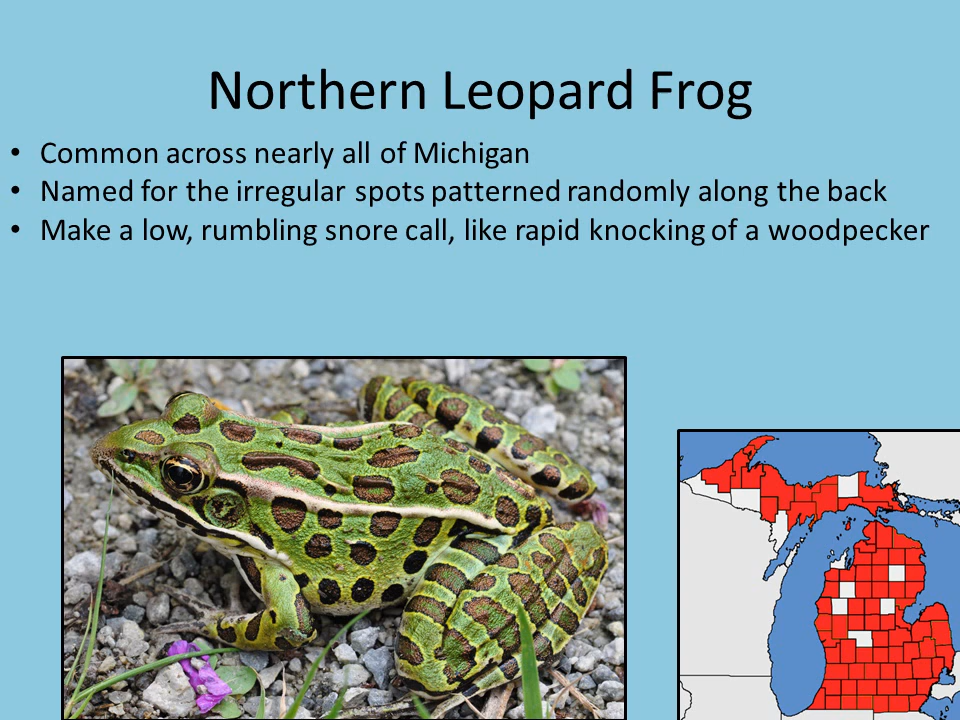 Northern Leopard Frog
• Common across nearly all of Michigan
• Named for the irregular spots patterned randomly along the back
• Make a low, rumbling snore call, like rapid knocking of a woodpecker